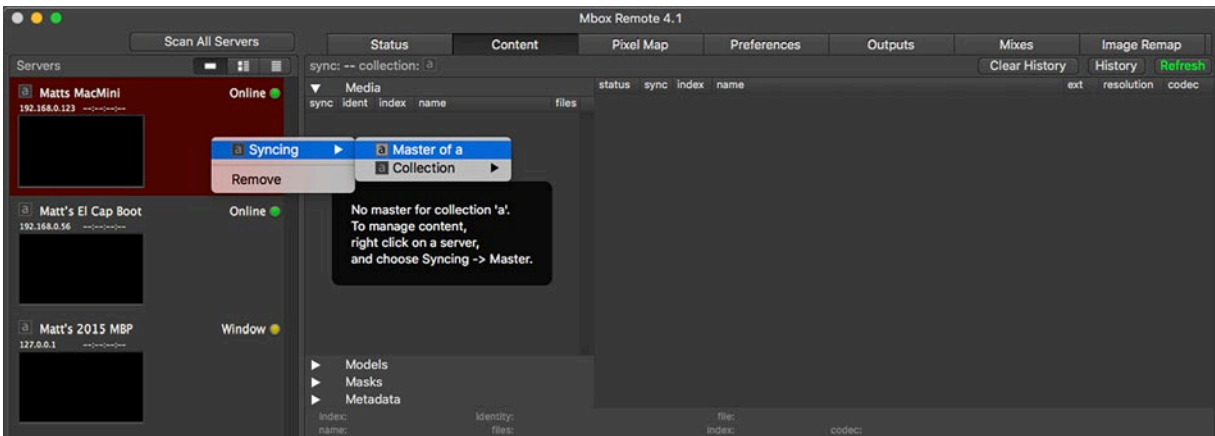 Mbox Remote 4.1
Scan All Servers
Status Content Pixel Map Preferences Outputs Mixes Image Remap
Servers
sync: -- collection: a
Clear History History Refresh
Media
sync ident index name files
status sync index name ext resolution codec
a Matts MacMini Online
192.168.0.123 --:--:--:--
a Syncing
Remove
a Master of a
a Collection
No master for collection 'a'.
To manage content,
right click on a server,
and choose Syncing -> Master.
a Matt's El Cap Boot Online
192.168.0.56 --:--:--:--
a Matt's 2015 MBP Window
127.0.0.1 --:--:--:--
Models
Masks
Metadata
index: identity: file:
name: files: index: codec: